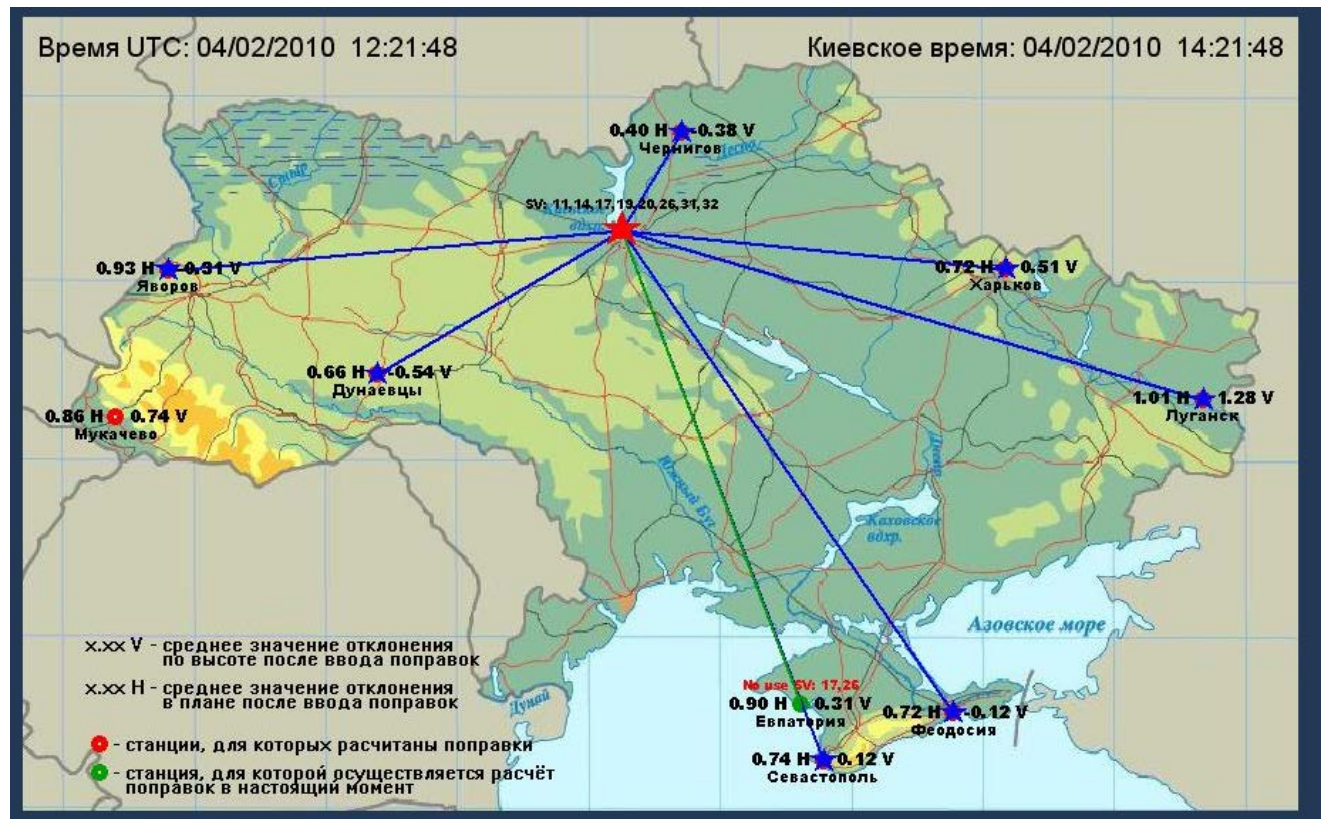 Время UTC: 04/02/2010 12:21:48
Киевское время: 04/02/2010 14:21:48
0.40 H -0.38 V
Чернигов
Десна
Стыр
SV: 11,14,17,19,20,26,31,32
Киевское
вдхр.
0.93 H -0.31 V
Яворов
0.72 H -0.51 V
Харьков
0.66 H -0.54 V
Дунаевцы
1.01 H 1.28 V
Луганск
0.86 H 0.74 V
Мукачево
Днепр
Южный Буг
Каховское
вдхр.
Азовское море
x.xx V - среднее значение отклонения
по высоте после ввода поправок
x.xx H - среднее значение отклонения
в плане после ввода поправок
Дунай
No use SV: 17,26
0.90 H 0.31 V
Евпатория
0.72 H -0.12 V
Феодосия
- станции, для которых расчитаны поправки
0.74 H 0.12 V
Севастополь
- станция, для которой осуществляется расчёт
поправок в настоящий момент